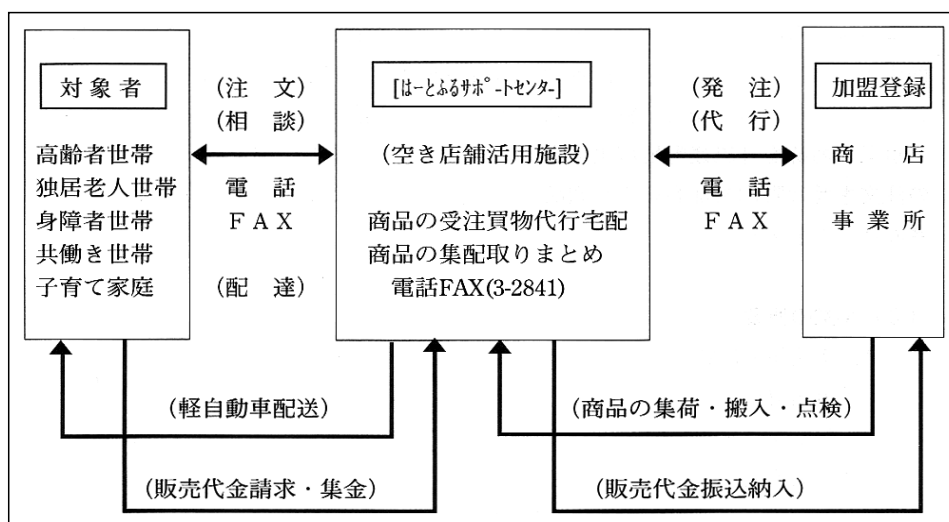 対象者
高齢者世帯
独居老人世帯
身障者世帯
共働き世帯
子育て家庭
(注 文)
(相 談)
電 話
FAX
(配 達)
[はーとふるｻﾎﾟｰﾄｾﾝﾀｰ]
(空き店舗活用施設)
商品の受注買物代行宅配
商品の集配取りまとめ
電話FAX(3-2841)
(発 注)
(代 行)
電 話
FAX
加盟登録
商 店
事 業 所
(軽自動車配送)
(商品の集荷・搬入・点検)
(販売代金請求・集金)
(販売代金振込納入)